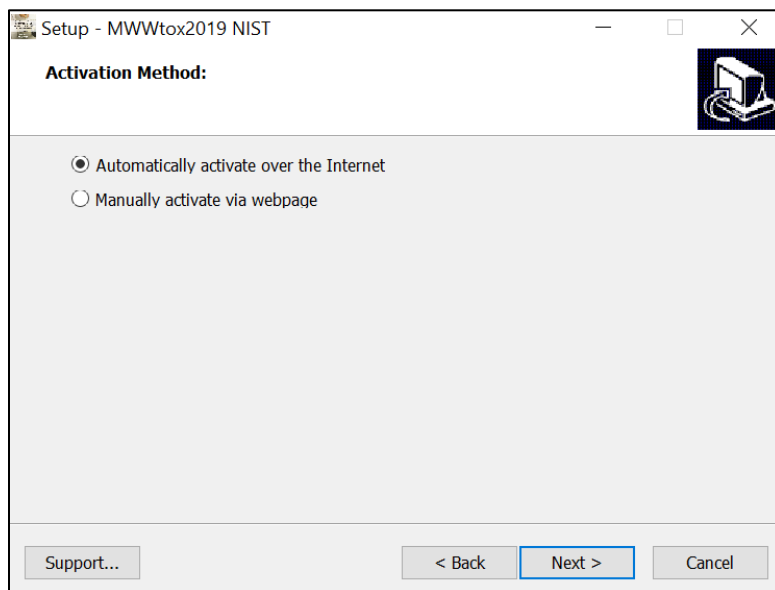 Setup - MWWtox2019 NIST
Activation Method:
Automatically activate over the Internet
Manually activate via webpage
Support... < Back Next > Cancel